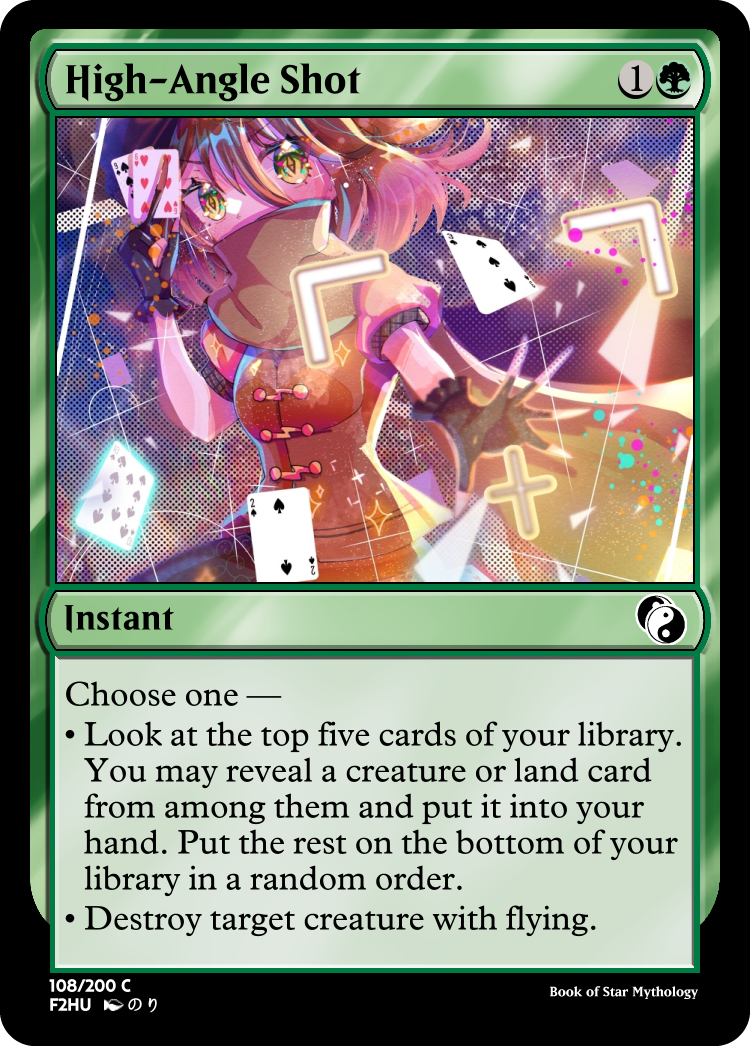 High-Angle Shot
1
Instant
Choose one —
• Look at the top five cards of your library.
You may reveal a creature or land card
from among them and put it into your
hand. Put the rest on the bottom of your
library in a random order.
• Destroy target creature with flying.
108/200 C
F2HU のり
Book of Star Mythology